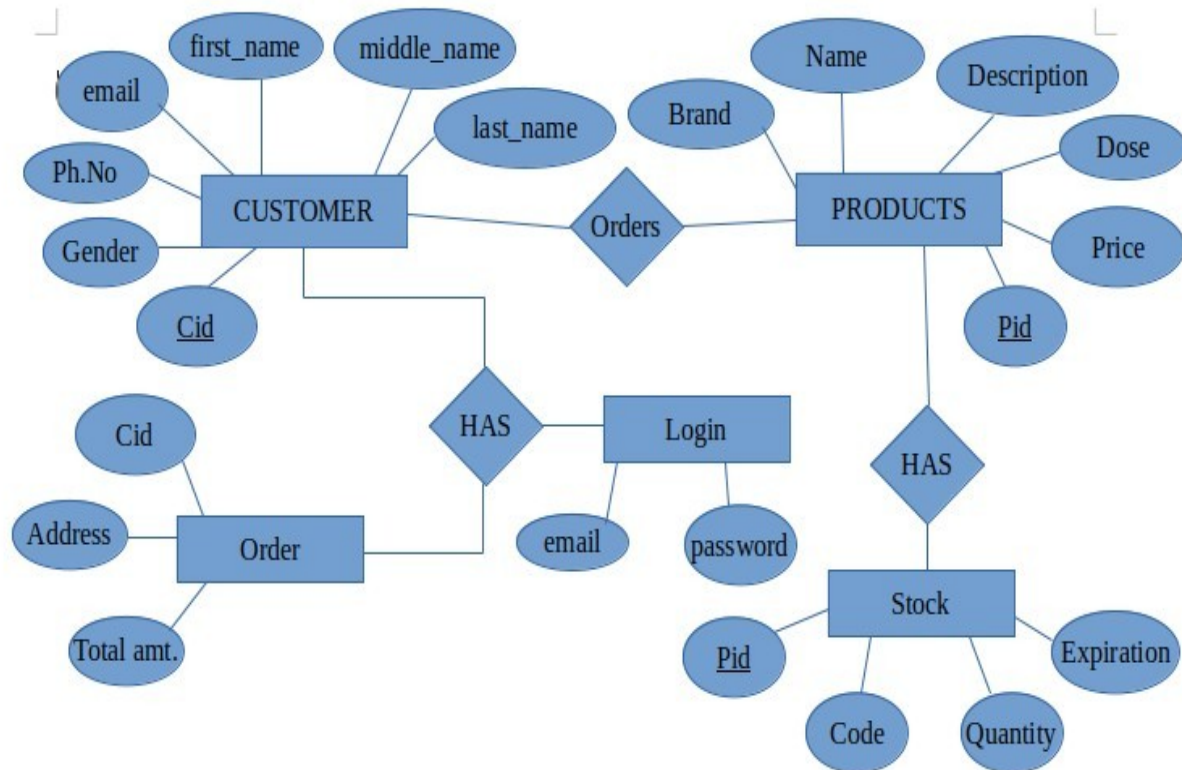 first_name
middle_name
email
last_name
Ph.No
CUSTOMER
Gender
Cid
Orders
Name
Description
Brand
Dose
PRODUCTS
Price
Pid
HAS
Login
email
password
Cid
Address
Order
Total amt.
HAS
Stock
Pid
Expiration
Code
Quantity